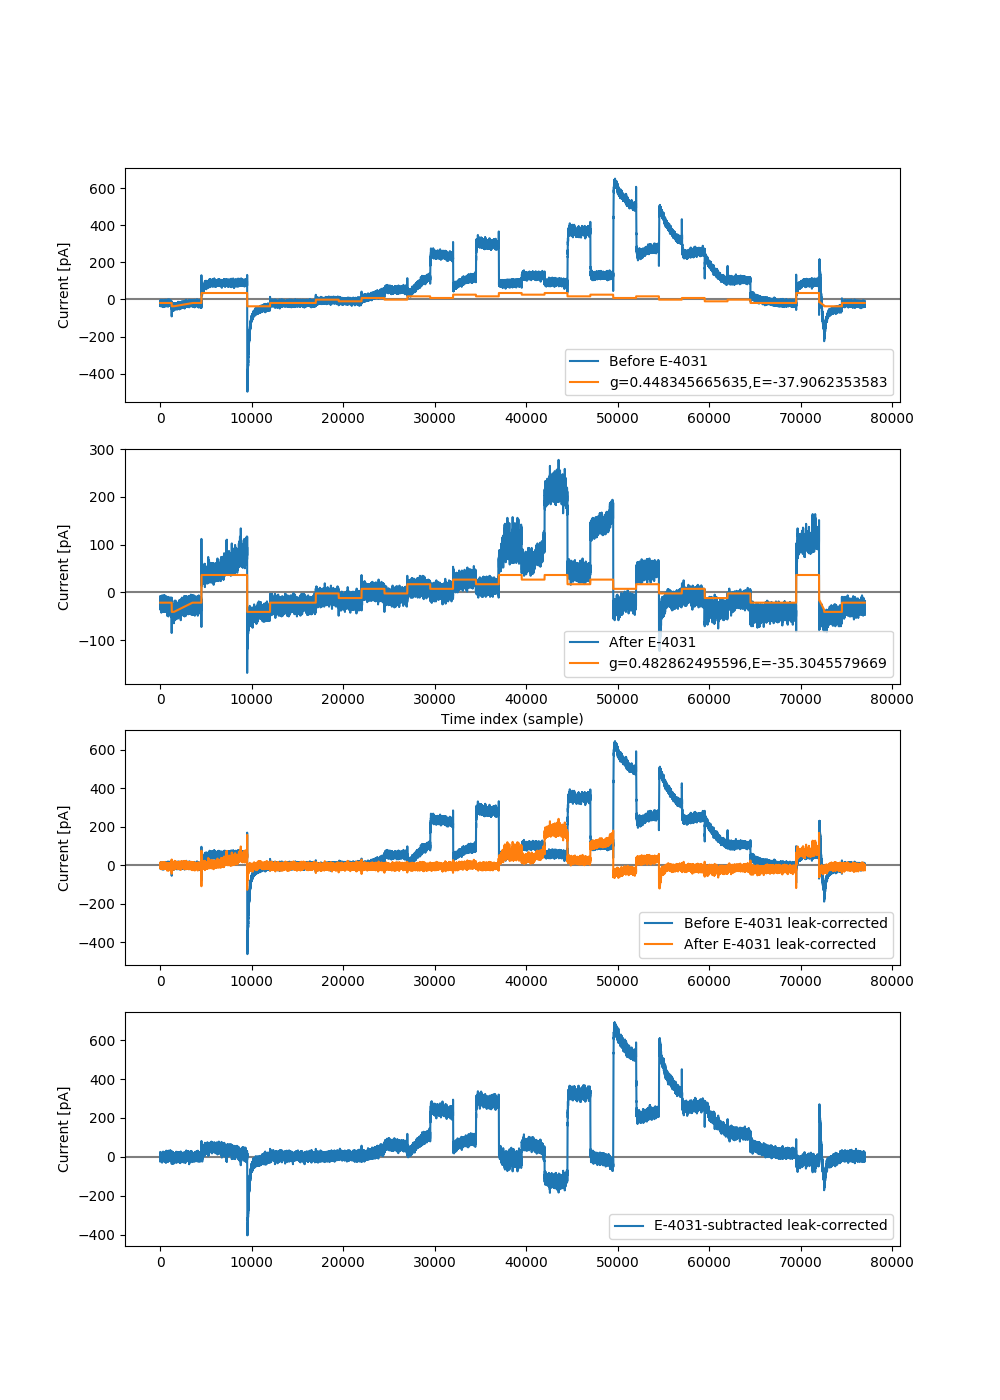 600
400
200
0
−200
−400
Current [pA]
Before E-4031
g=0.448345665635,E=-37.9062353583
0 10000 20000 30000 40000 50000 60000 70000 80000
300
200
100
0
−100
Current [pA]
After E-4031
g=0.482862495596,E=-35.3045579669
0 10000 20000 30000 40000 50000 60000 70000 80000
Time index (sample)
600
400
200
0
−200
−400
Current [pA]
Before E-4031 leak-corrected
After E-4031 leak-corrected
0 10000 20000 30000 40000 50000 60000 70000 80000
600
400
200
0
−200
−400
Current [pA]
E-4031-subtracted leak-corrected
0 10000 20000 30000 40000 50000 60000 70000 80000